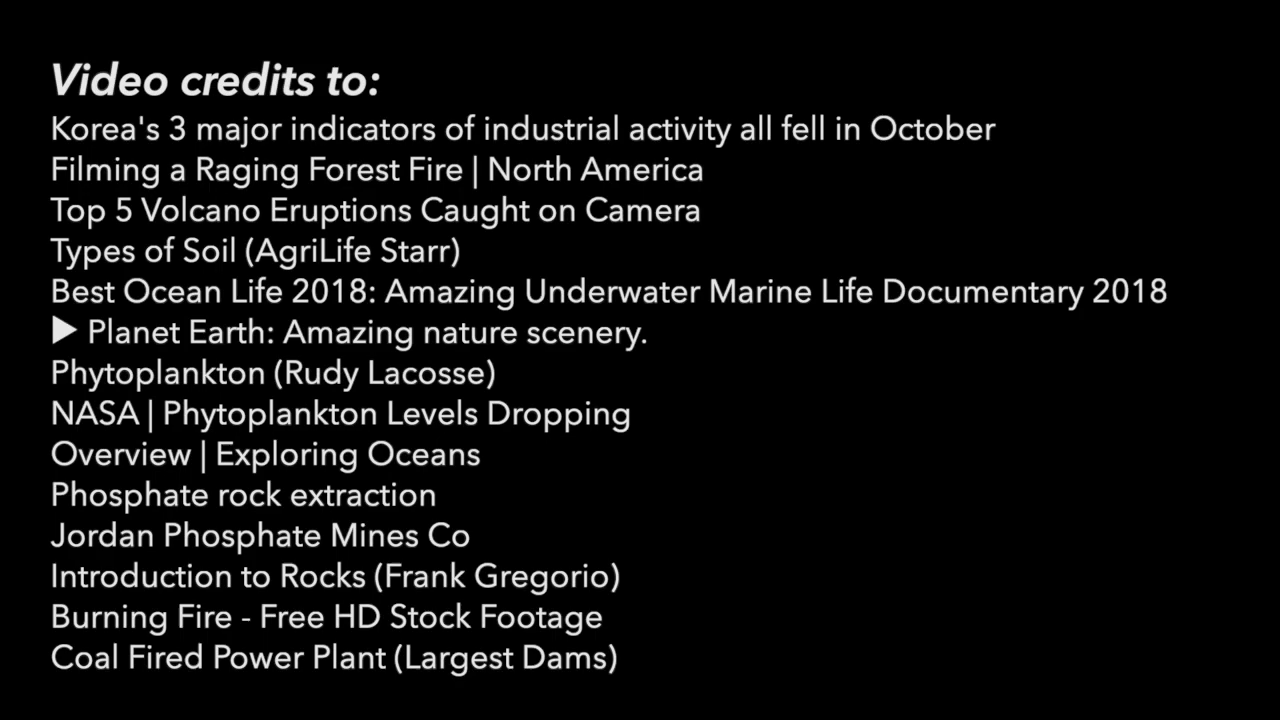 Video credits to:
Korea's 3 major indicators of industrial activity all fell in October
Filming a Raging Forest Fire | North America
Top 5 Volcano Eruptions Caught on Camera
Types of Soil (AgriLife Starr)
Best Ocean Life 2018: Amazing Underwater Marine Life Documentary 2018
▶ Planet Earth: Amazing nature scenery.
Phytoplankton (Rudy Lacosse)
NASA | Phytoplankton Levels Dropping
Overview | Exploring Oceans
Phosphate rock extraction
Jordan Phosphate Mines Co
Introduction to Rocks (Frank Gregorio)
Burning Fire - Free HD Stock Footage
Coal Fired Power Plant (Largest Dams)